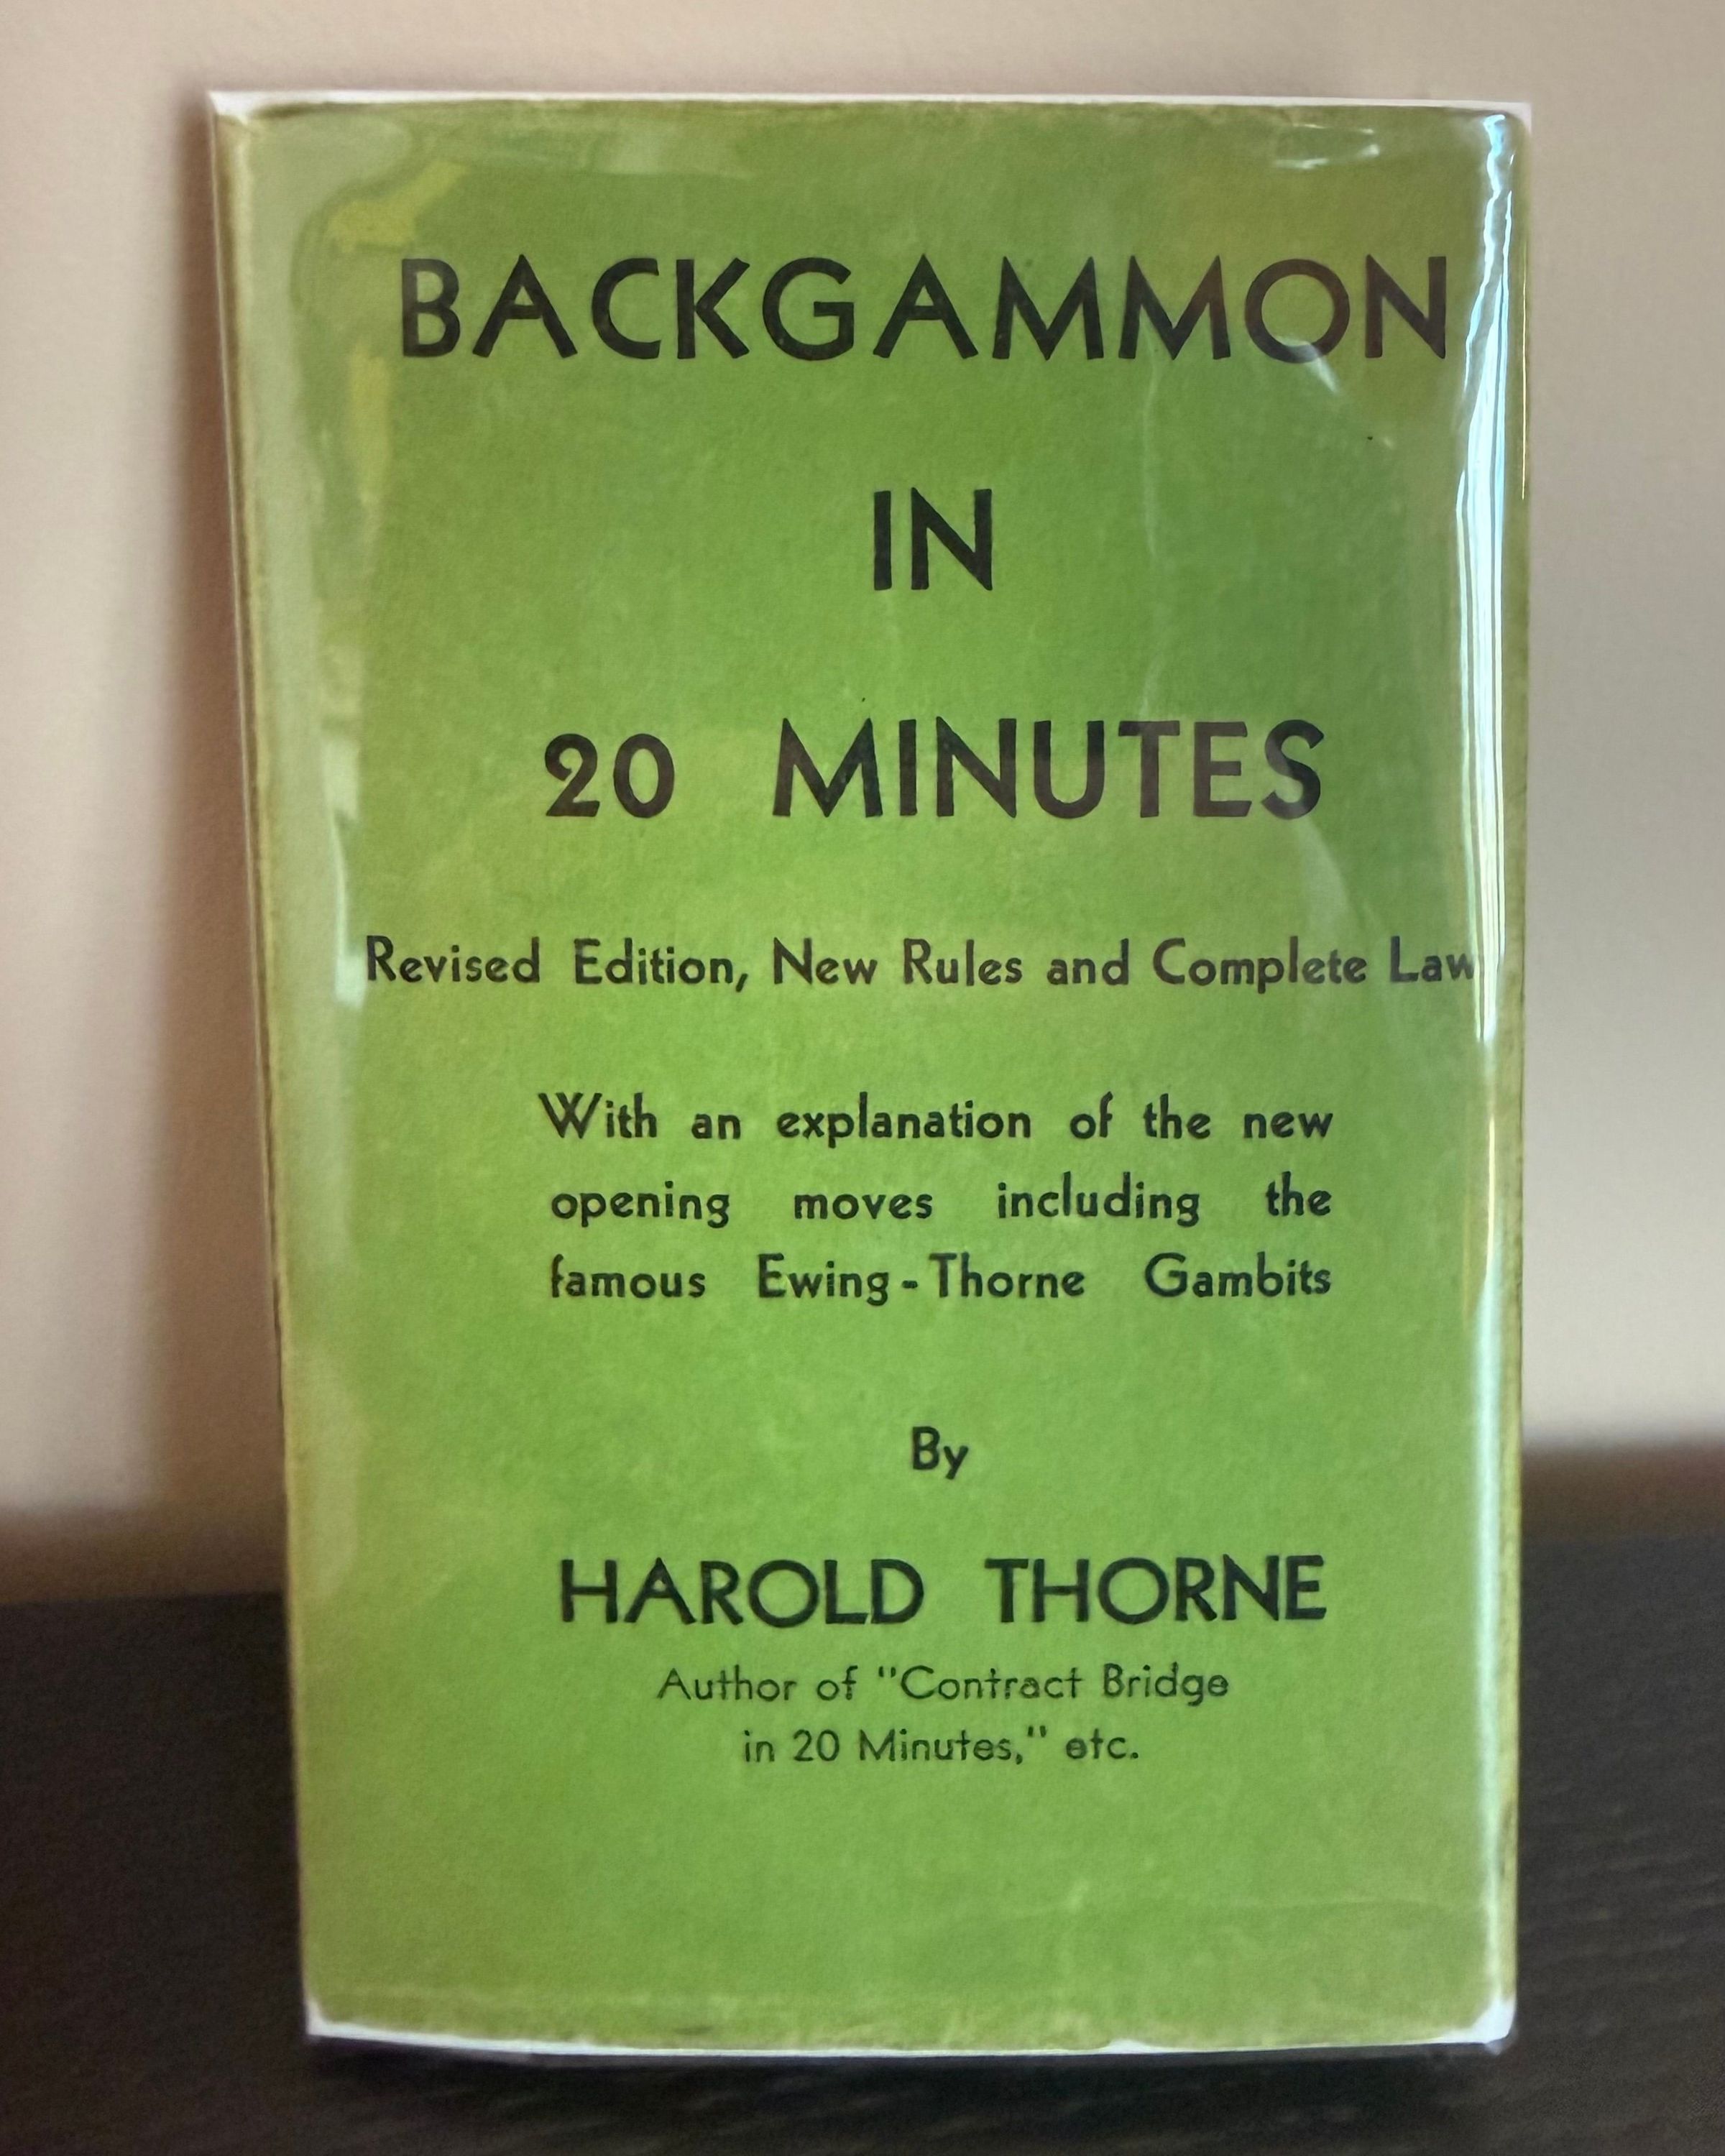 BACKGAMMON
IN
20 MINUTES
Revised Edition, New Rules and Complete Law
With an explanation of the new
opening moves including the
famous Ewing-Thorne Gambits
By
HAROLD THORNE
Author of "Contract Bridge
in 20 Minutes," etc.